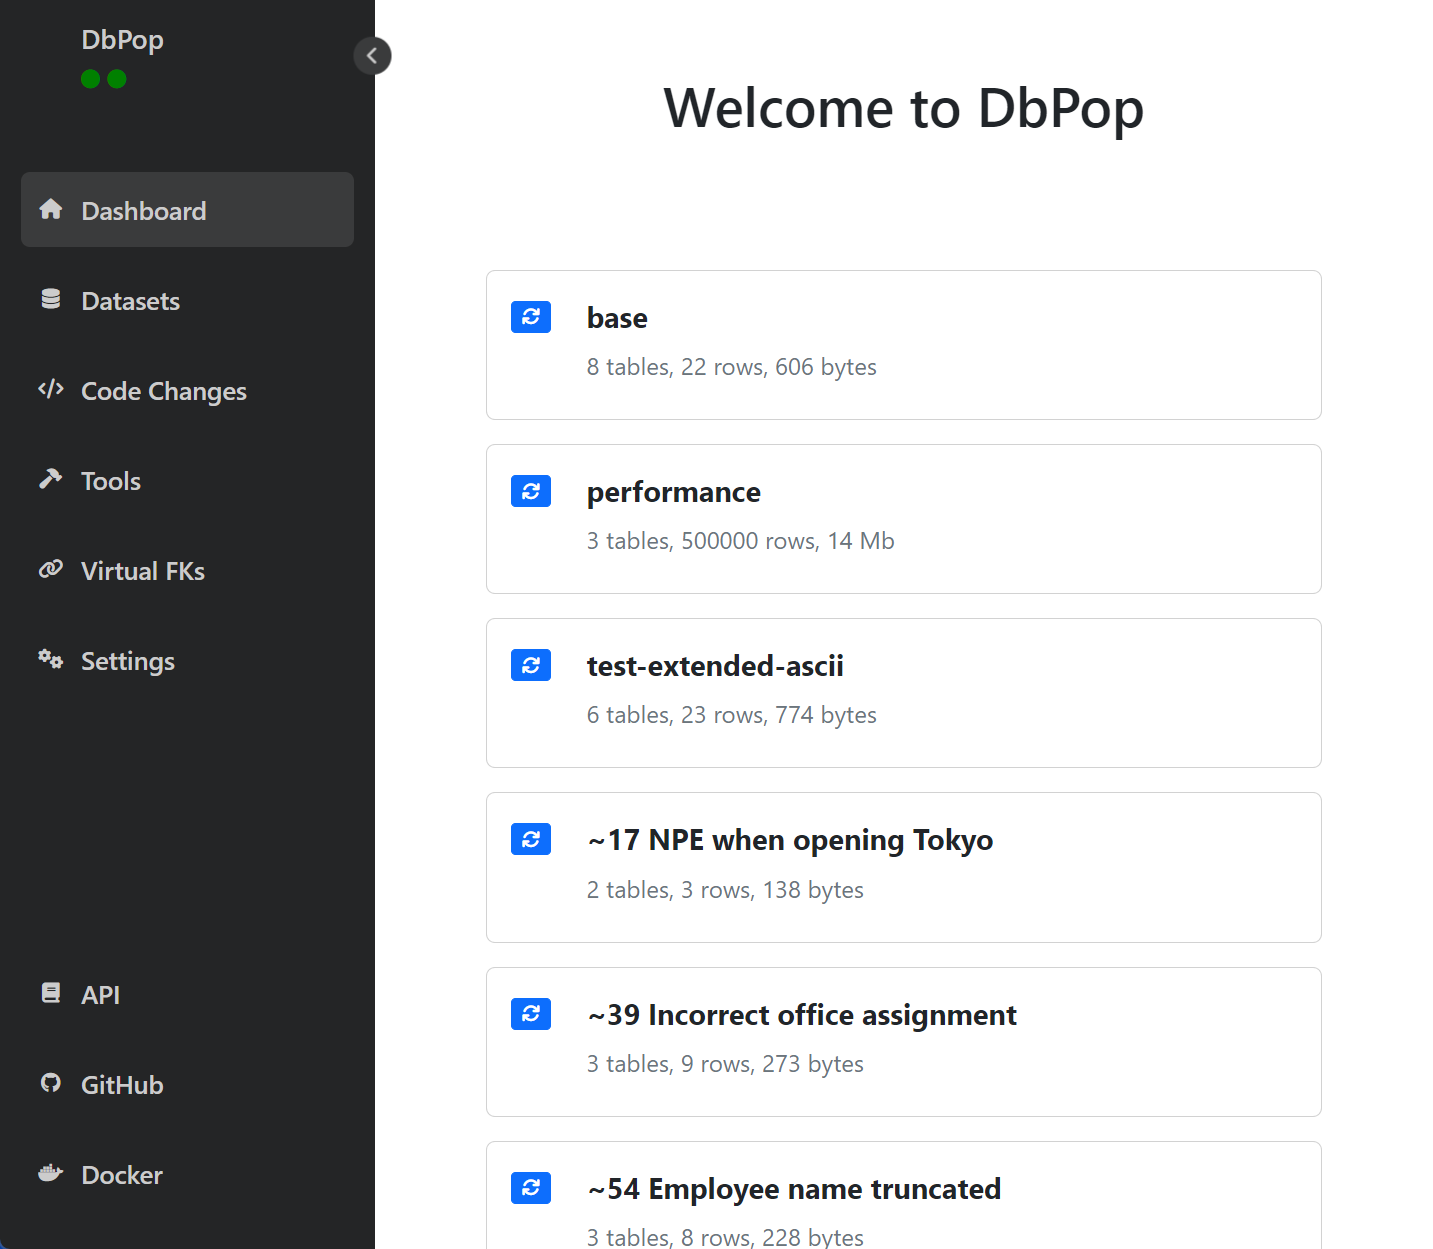 DbPop
Dashboard
Datasets
Code Changes
Tools
Virtual FKs
Settings
API
GitHub
Docker
Welcome to DbPop
base
8 tables, 22 rows, 606 bytes
performance
3 tables, 500000 rows, 14 Mb
test-extended-ascii
6 tables, 23 rows, 774 bytes
~17 NPE when opening Tokyo
2 tables, 3 rows, 138 bytes
~39 Incorrect office assignment
3 tables, 9 rows, 273 bytes
~54 Employee name truncated
3 tables, 8 rows, 228 bytes